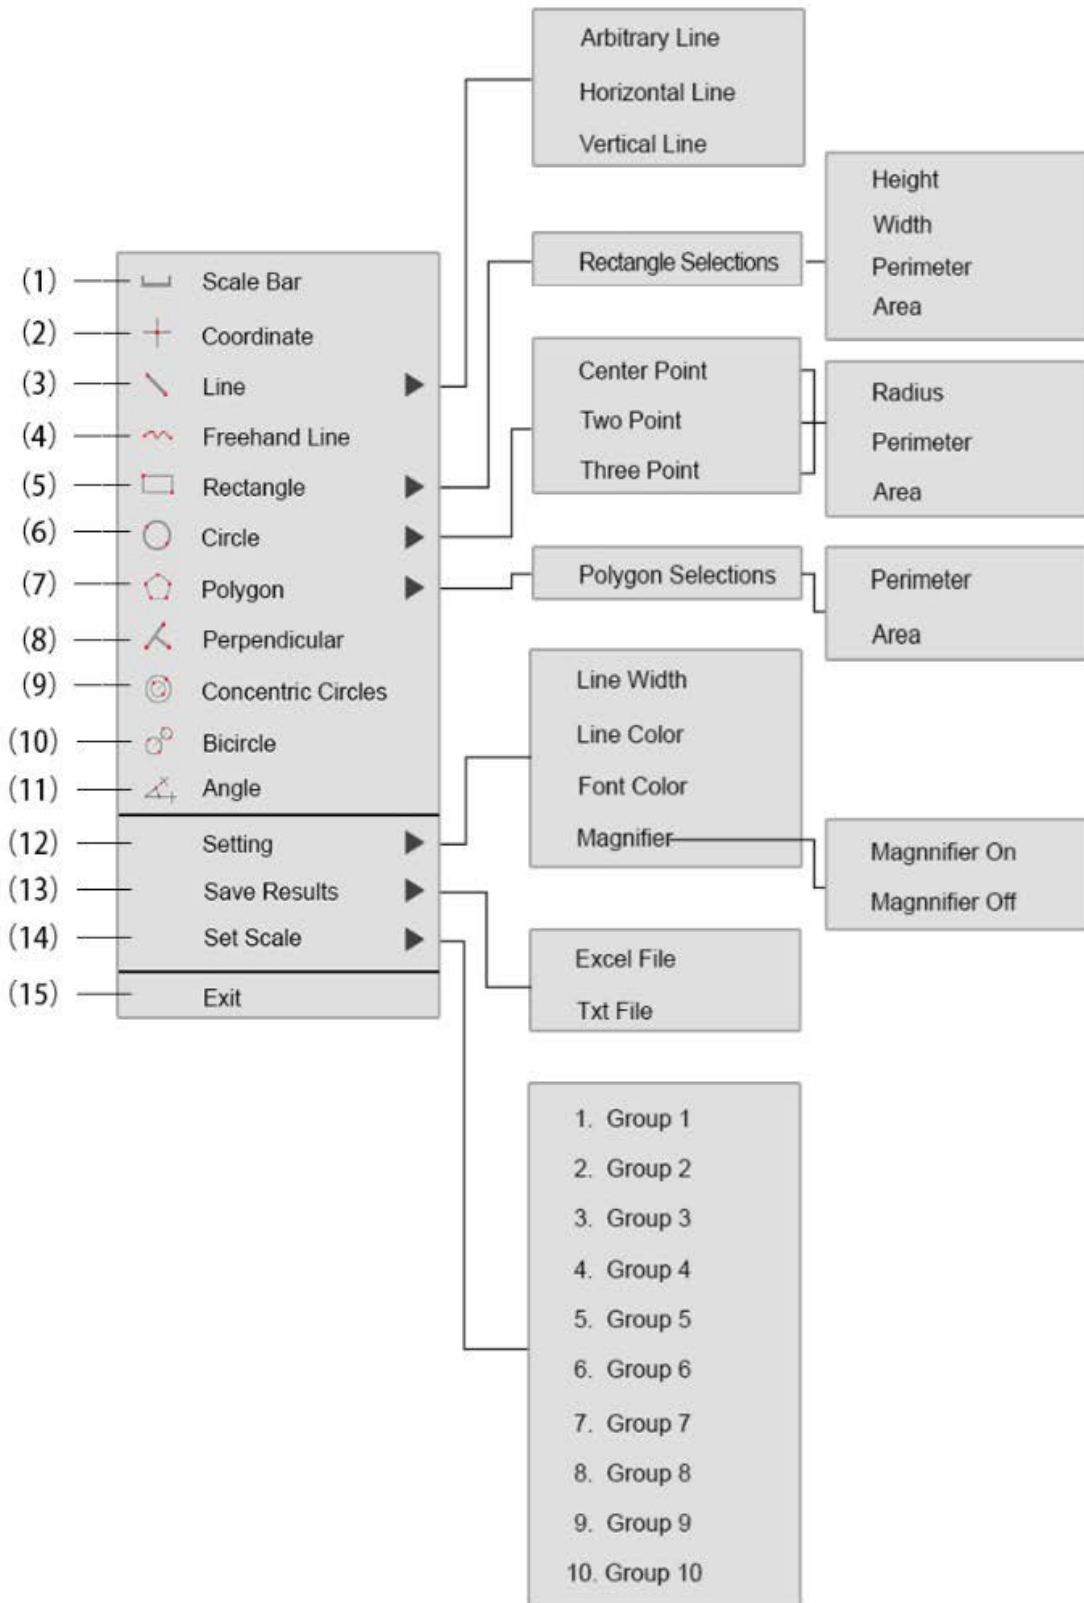 (1) Scale Bar
(2) Coordinate
(3) Line
(4) Freehand Line
(5) Rectangle
(6) Circle
(7) Polygon
(8) Perpendicular
(9) Concentric Circles
(10) Bicircle
(11) Angle
(12) Setting
(13) Save Results
(14) Set Scale
(15) Exit
Arbitrary Line
Horizontal Line
Vertical Line
Rectangle Selections
Height
Width
Perimeter
Area
Center Point
Two Point
Three Point
Radius
Perimeter
Area
Polygon Selections
Perimeter
Area
Line Width
Line Color
Font Color
Magnifier
Magnnifier On
Magnnifier Off
Excel File
Txt File
1. Group 1
2. Group 2
3. Group 3
4. Group 4
5. Group 5
6. Group 6
7. Group 7
8. Group 8
9. Group 9
10. Group 10